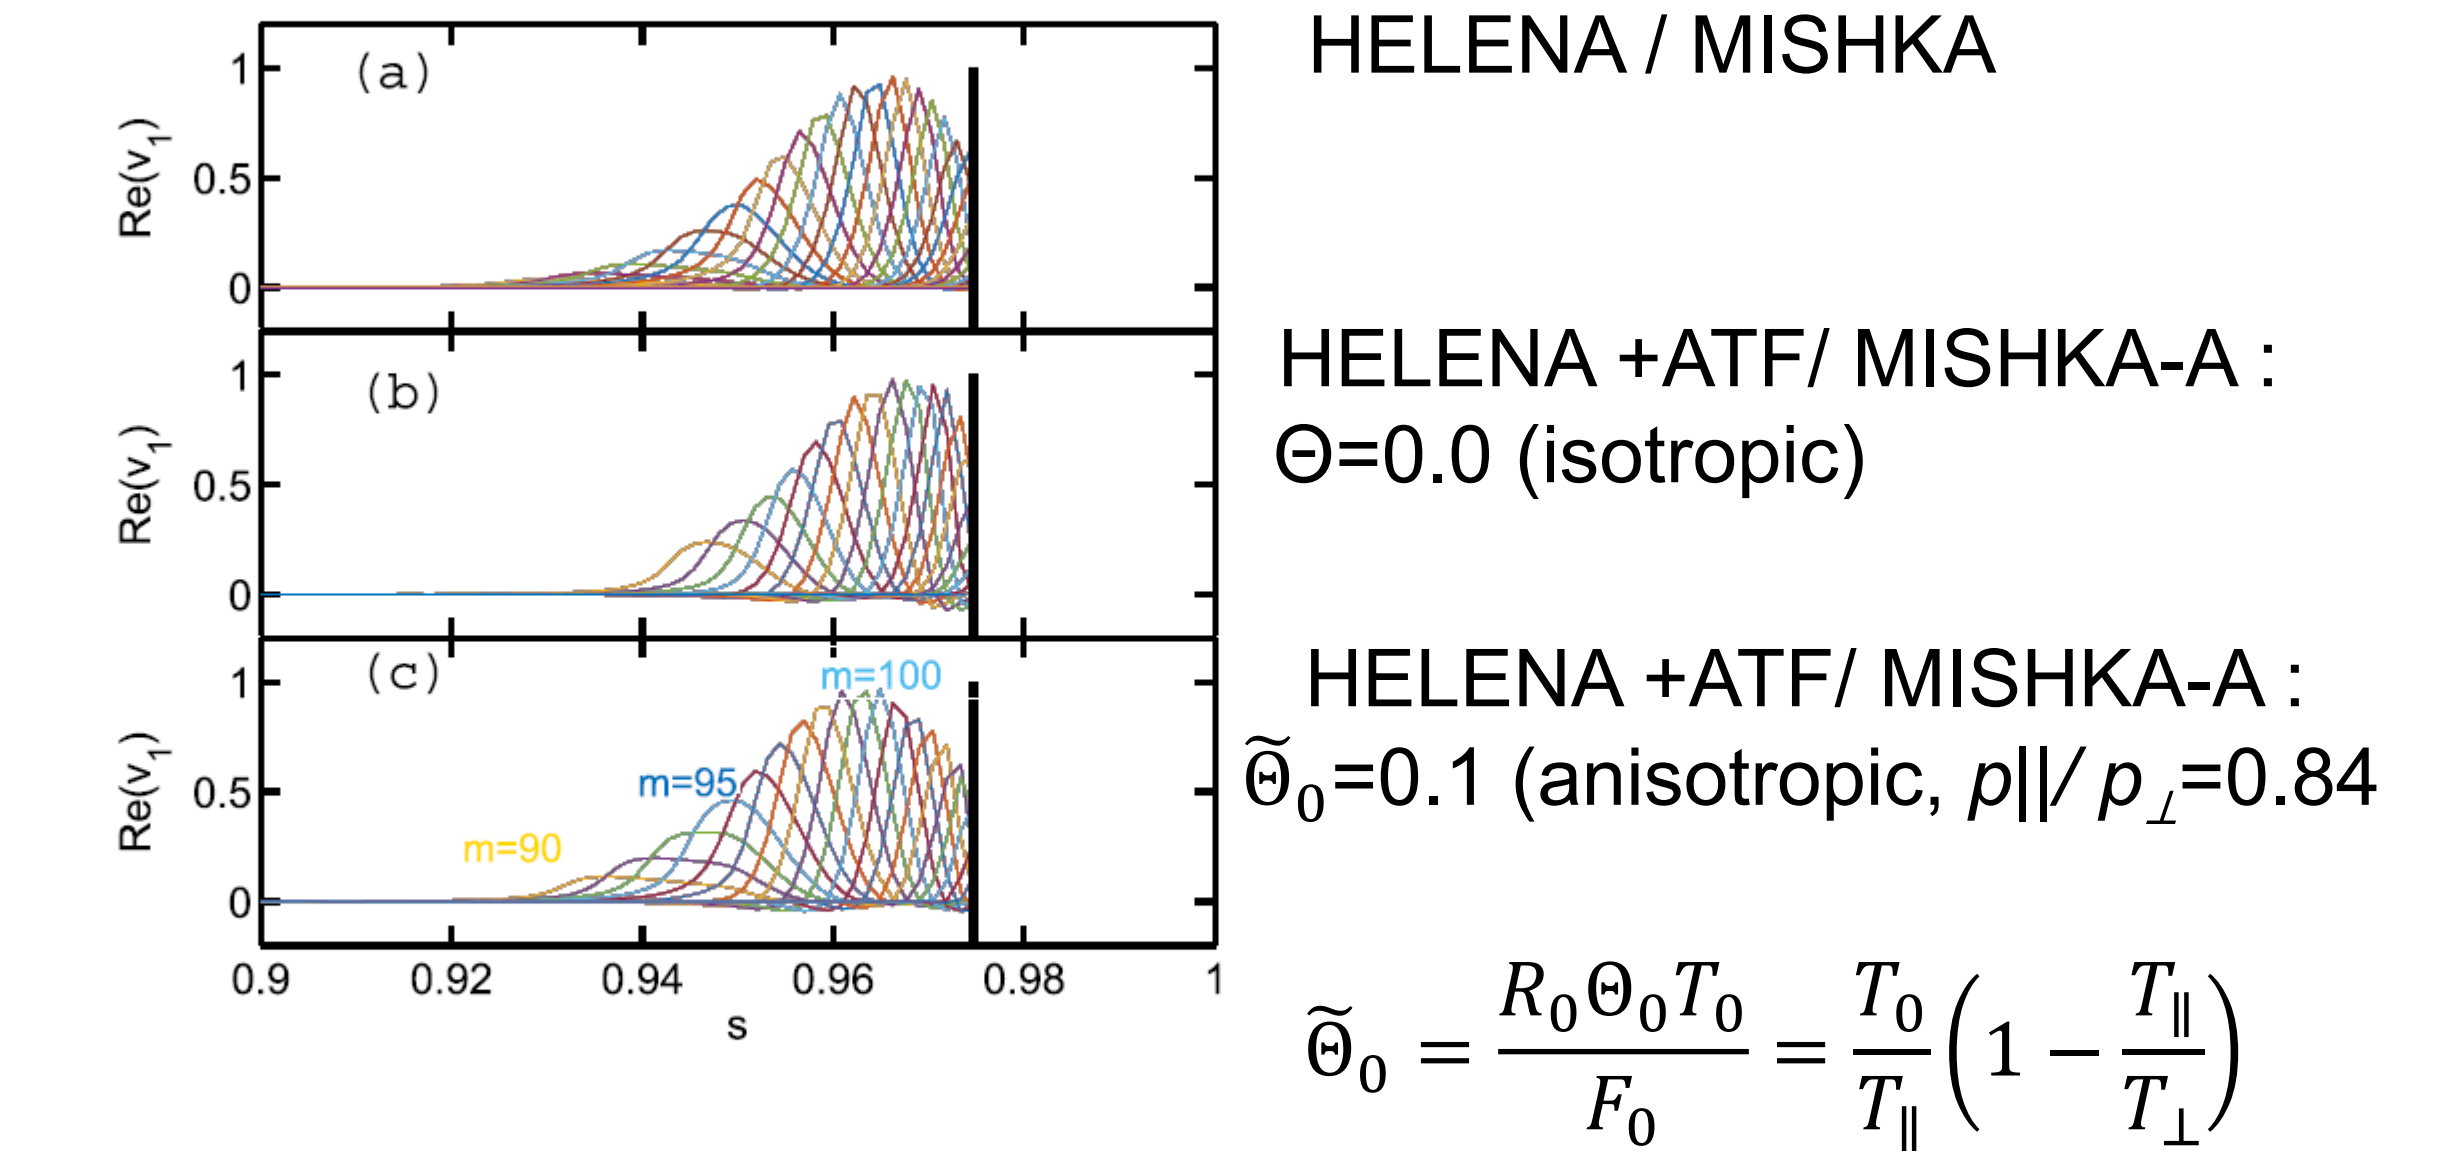 HELENA / MISHKA
(a)
1
0.5
0
Re(v₁)
HELENA +ATF/ MISHKA-A :
Θ=0.0 (isotropic)
(b)
1
0.5
0
Re(v₁)
HELENA +ATF/ MISHKA-A :
Θ̃₀=0.1 (anisotropic, p||/ p⊥=0.84
(c)
m=100
m=95
m=90
1
0.5
0
Re(v₁)
0.9 0.92 0.94 0.96 0.98 1
s
Θ̃₀ = R₀Θ₀T₀ / F₀ = T₀ / T∥ (1 − T∥ / T⊥)